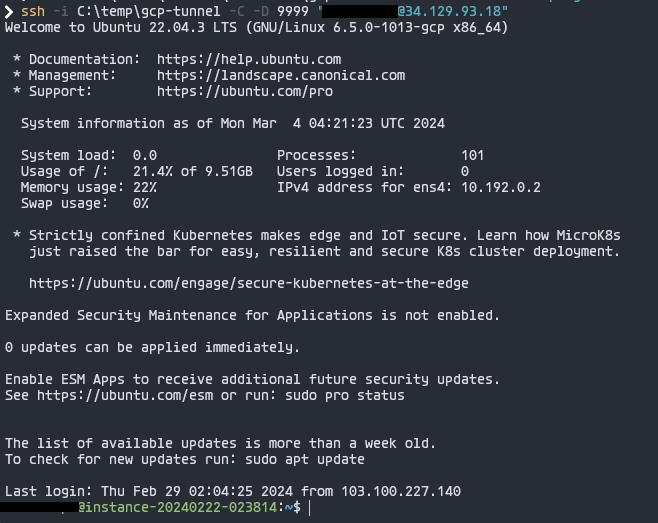 ❯ ssh -i C:\temp\gcp-tunnel -C -D 9999 "@34.129.93.18"
Welcome to Ubuntu 22.04.3 LTS (GNU/Linux 6.5.0-1013-gcp x86_64)
* Documentation:  https://help.ubuntu.com
* Management:     https://landscape.canonical.com
* Support:        https://ubuntu.com/pro
System information as of Mon Mar  4 04:21:23 UTC 2024
System load:  0.0                Processes:             101
Usage of /:   21.4% of 9.51GB   Users logged in:       0
Memory usage: 22%               IPv4 address for ens4: 10.192.0.2
Swap usage:   0%
* Strictly confined Kubernetes makes edge and IoT secure. Learn how MicroK8s
just raised the bar for easy, resilient and secure K8s cluster deployment.
https://ubuntu.com/engage/secure-kubernetes-at-the-edge
Expanded Security Maintenance for Applications is not enabled.
0 updates can be applied immediately.
Enable ESM Apps to receive additional future security updates.
See https://ubuntu.com/esm or run: sudo pro status
The list of available updates is more than a week old.
To check for new updates run: sudo apt update
Last login: Thu Feb 29 02:04:25 2024 from 103.100.227.140
@instance-20240222-023814:~$